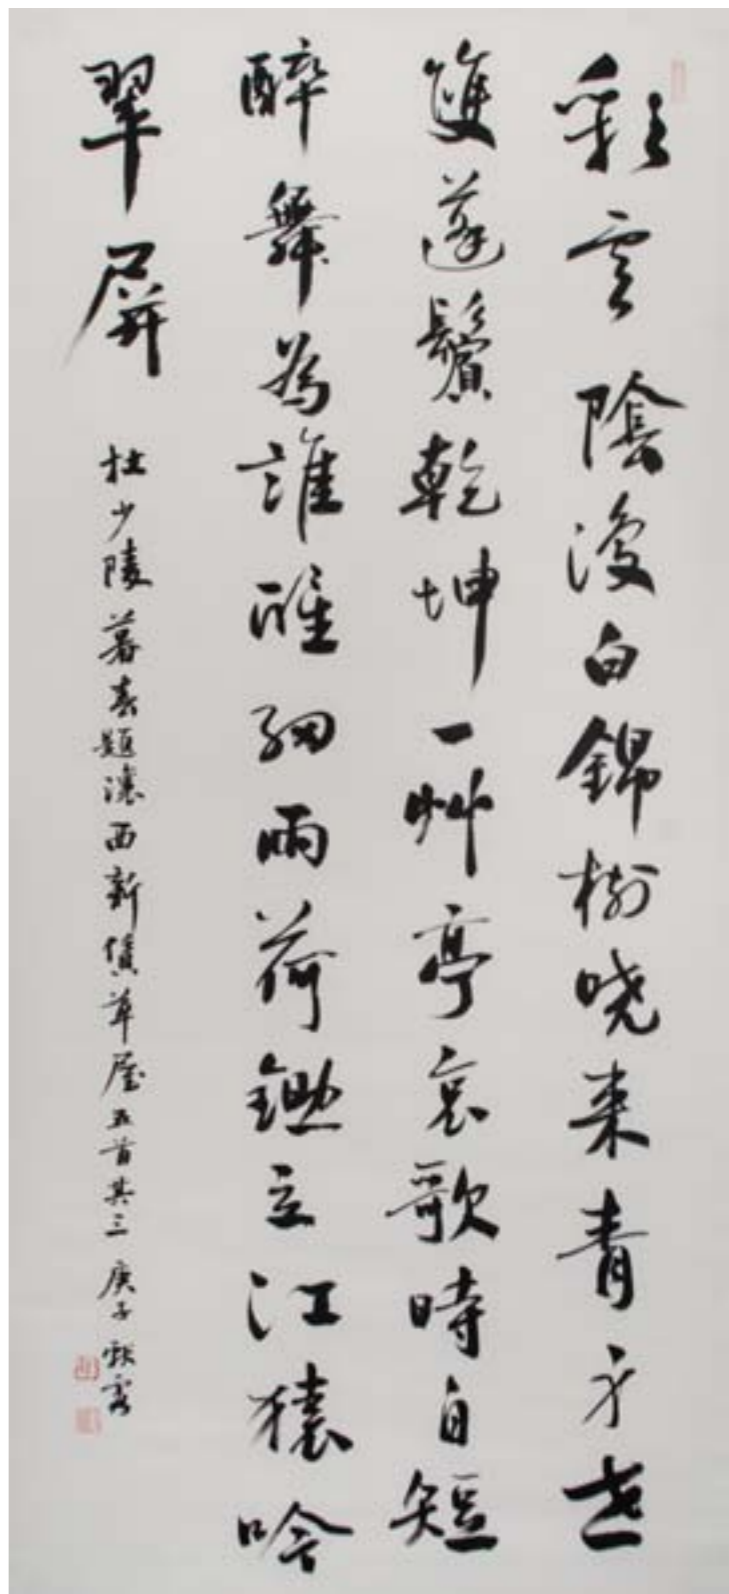 彩雲陰復白錦樹曉来青身世
雙蓬鬢乾坤一艸亭哀歌時自短
醉舞為誰醒細雨荷鋤立江猿吟
翠屏
杜少陵暮春題瀼西新賃草屋五首其三 庚子